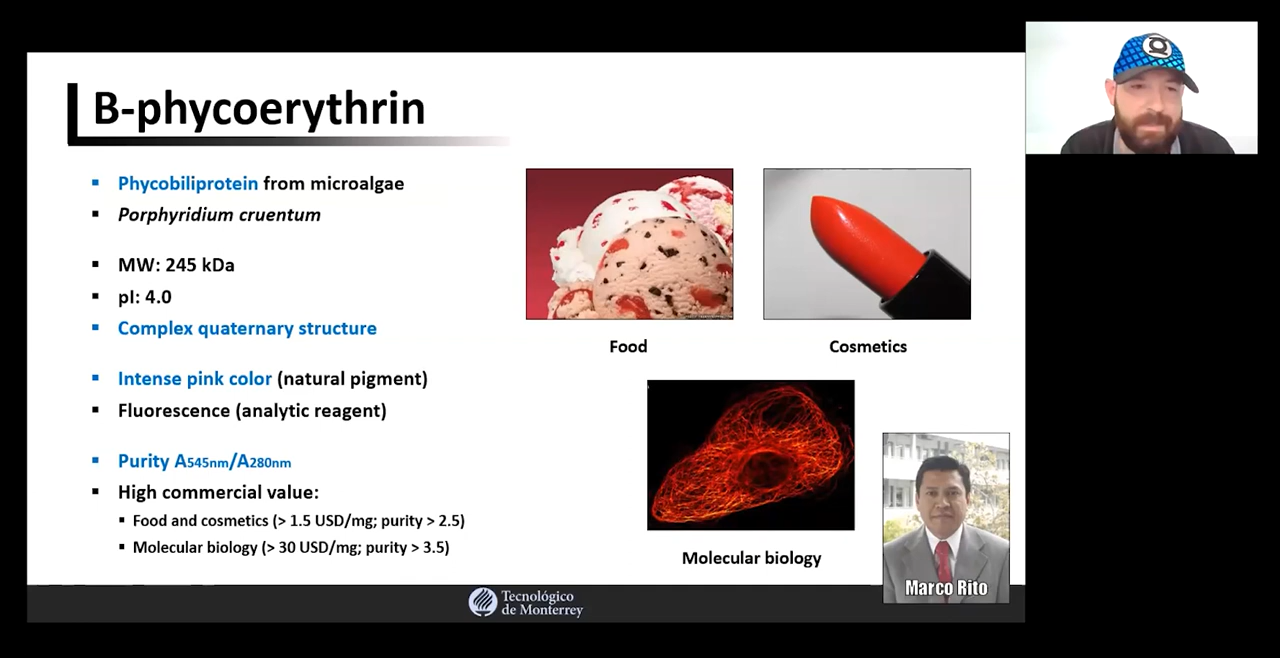 B-phycoerythrin
Phycobiliprotein from microalgae
Porphyridium cruentum
MW: 245 kDa
pI: 4.0
Complex quaternary structure
Intense pink color (natural pigment)
Fluorescence (analytic reagent)
Purity A545nm/A280nm
High commercial value:
Food and cosmetics (> 1.5 USD/mg; purity > 2.5)
Molecular biology (> 30 USD/mg; purity > 3.5)
Food
Cosmetics
Molecular biology
Marco Rito
Tecnológico
de Monterrey